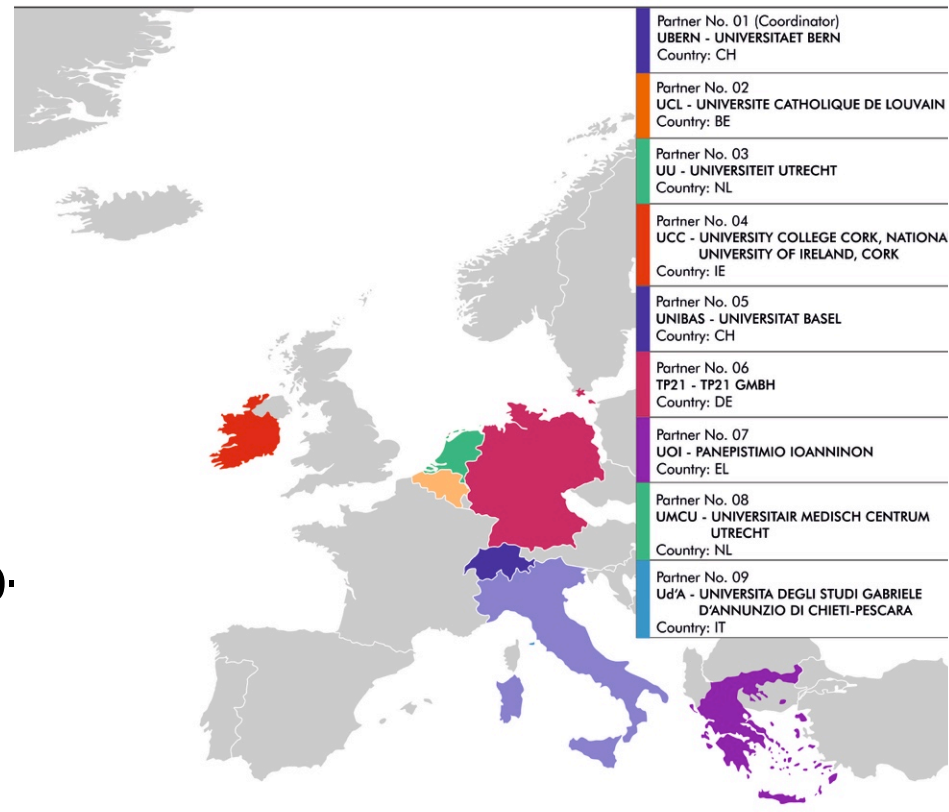 Partner No. 01 (Coordinator)
UBERN - UNIVERSITAET BERN
Country: CH
Partner No. 02
UCL - UNIVERSITE CATHOLIQUE DE LOUVAIN
Country: BE
Partner No. 03
UU - UNIVERSITEIT UTRECHT
Country: NL
Partner No. 04
UCC - UNIVERSITY COLLEGE CORK, NATIONA
UNIVERSITY OF IRELAND, CORK
Country: IE
Partner No. 05
UNIBAS - UNIVERSITAT BASEL
Country: CH
Partner No. 06
TP21 - TP21 GMBH
Country: DE
Partner No. 07
UOI - PANEPISTIMIO IOANNINON
Country: EL
Partner No. 08
UMCU - UNIVERSITAIR MEDISCH CENTRUM
UTRECHT
Country: NL
Partner No. 09
Ud'A - UNIVERSITA DEGLI STUDI GABRIELE
D'ANNUNZIO DI CHIETI-PESCARA
Country: IT